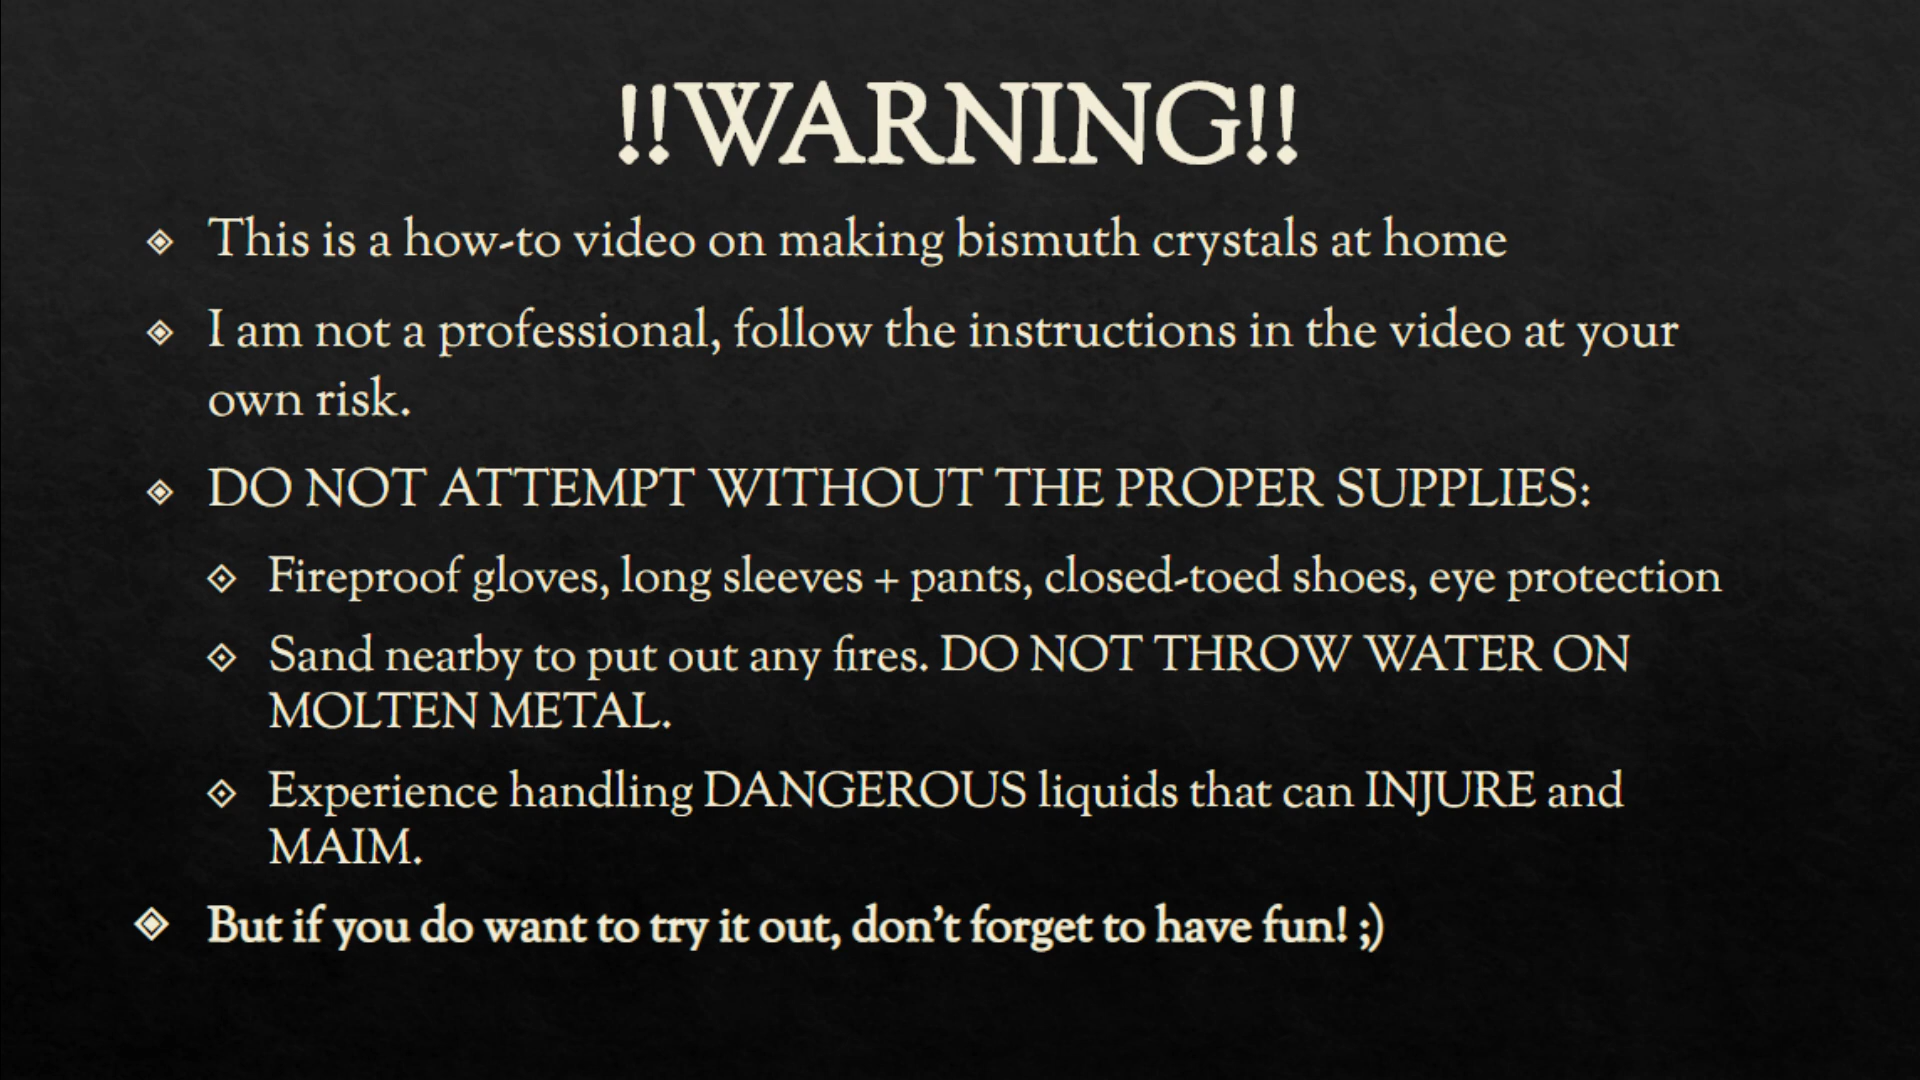 !!WARNING!!
This is a how-to video on making bismuth crystals at home
I am not a professional, follow the instructions in the video at your
own risk.
DO NOT ATTEMPT WITHOUT THE PROPER SUPPLIES:
Fireproof gloves, long sleeves + pants, closed-toed shoes, eye protection
Sand nearby to put out any fires. DO NOT THROW WATER ON
MOLTEN METAL.
Experience handling DANGEROUS liquids that can INJURE and
MAIM.
But if you do want to try it out, don’t forget to have fun! ;)